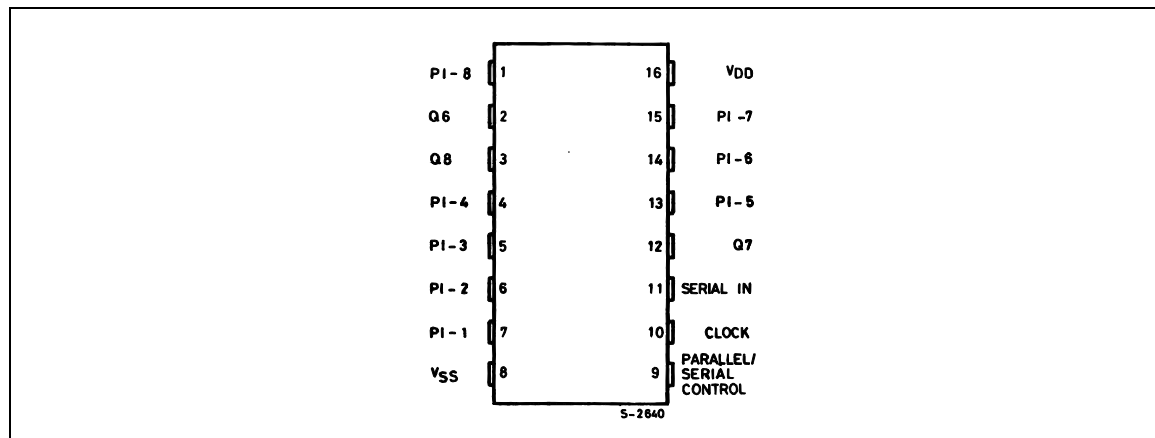 PI-8 1 16 VDD
Q6 2 15 PI-7
Q8 3 14 PI-6
PI-4 4 13 PI-5
PI-3 5 12 Q7
PI-2 6 11 SERIAL IN
PI-1 7 10 CLOCK
VSS 8 9 PARALLEL/
SERIAL
CONTROL
S-2640